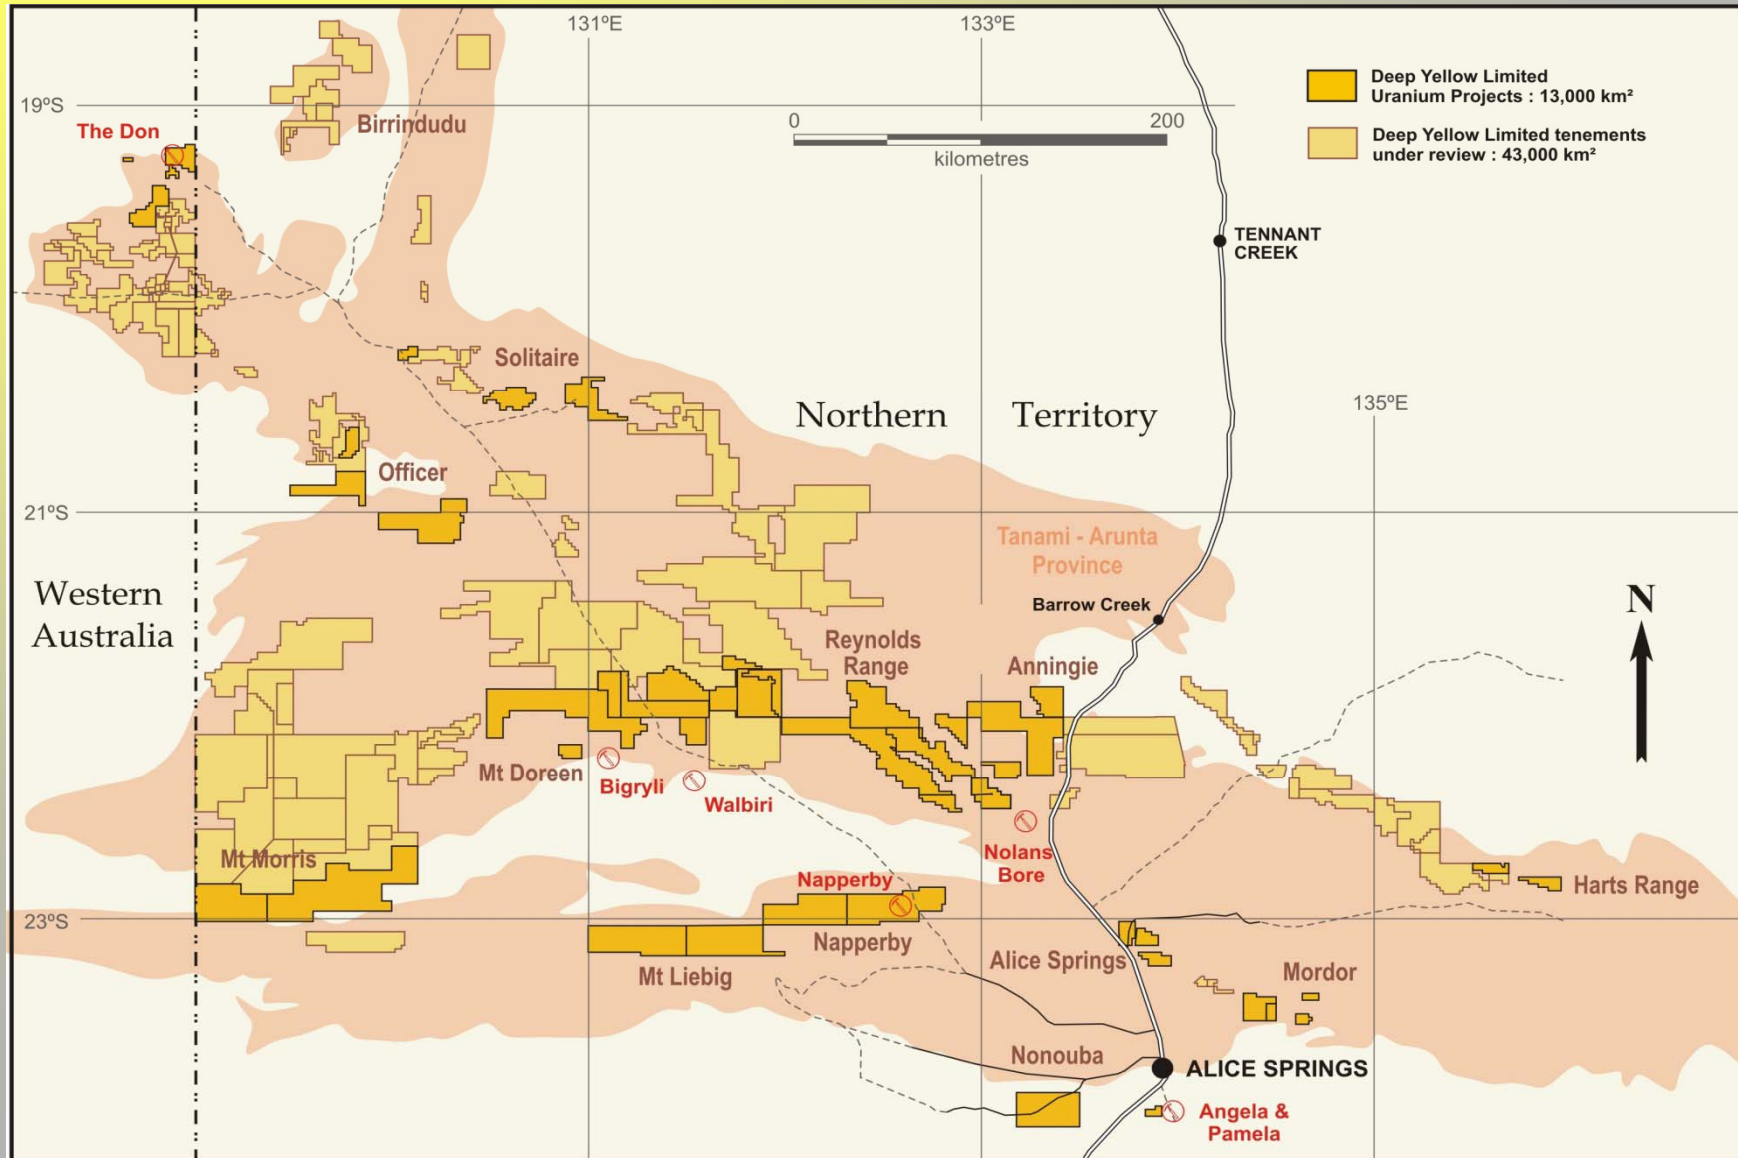 131ºE
133ºE
Deep Yellow Limited
Uranium Projects : 13,000 km²
19ºS
0
200
The Don
Birrindudu
Deep Yellow Limited tenements
under review : 43,000 km²
kilometres
TENNANT
CREEK
Solitaire
135ºE
Northern Territory
Officer
21ºS
Tanami - Arunta
Province
Western
Australia
Barrow Creek
N
Reynolds
Range
Anningie
Mt Doreen
Bigryli
Walbiri
Mt Morris
Nolans
Bore
Napperby
Harts Range
23ºS
Napperby
Alice Springs
Mt Liebig
Mordor
Nonouba
ALICE SPRINGS
Angela &
Pamela